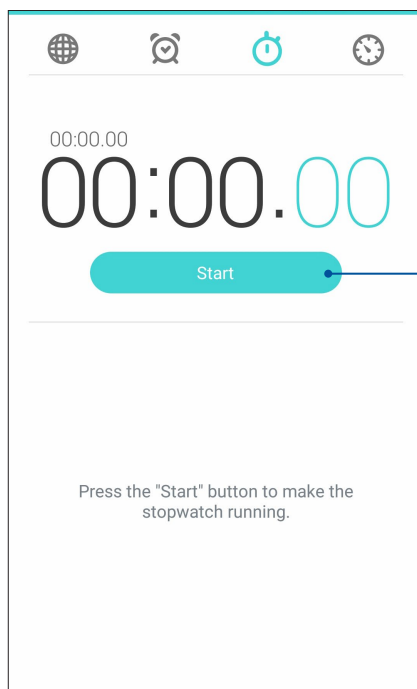 00:00.00
00:00.00
Start
Press the "Start" button to make the
stopwatch running.